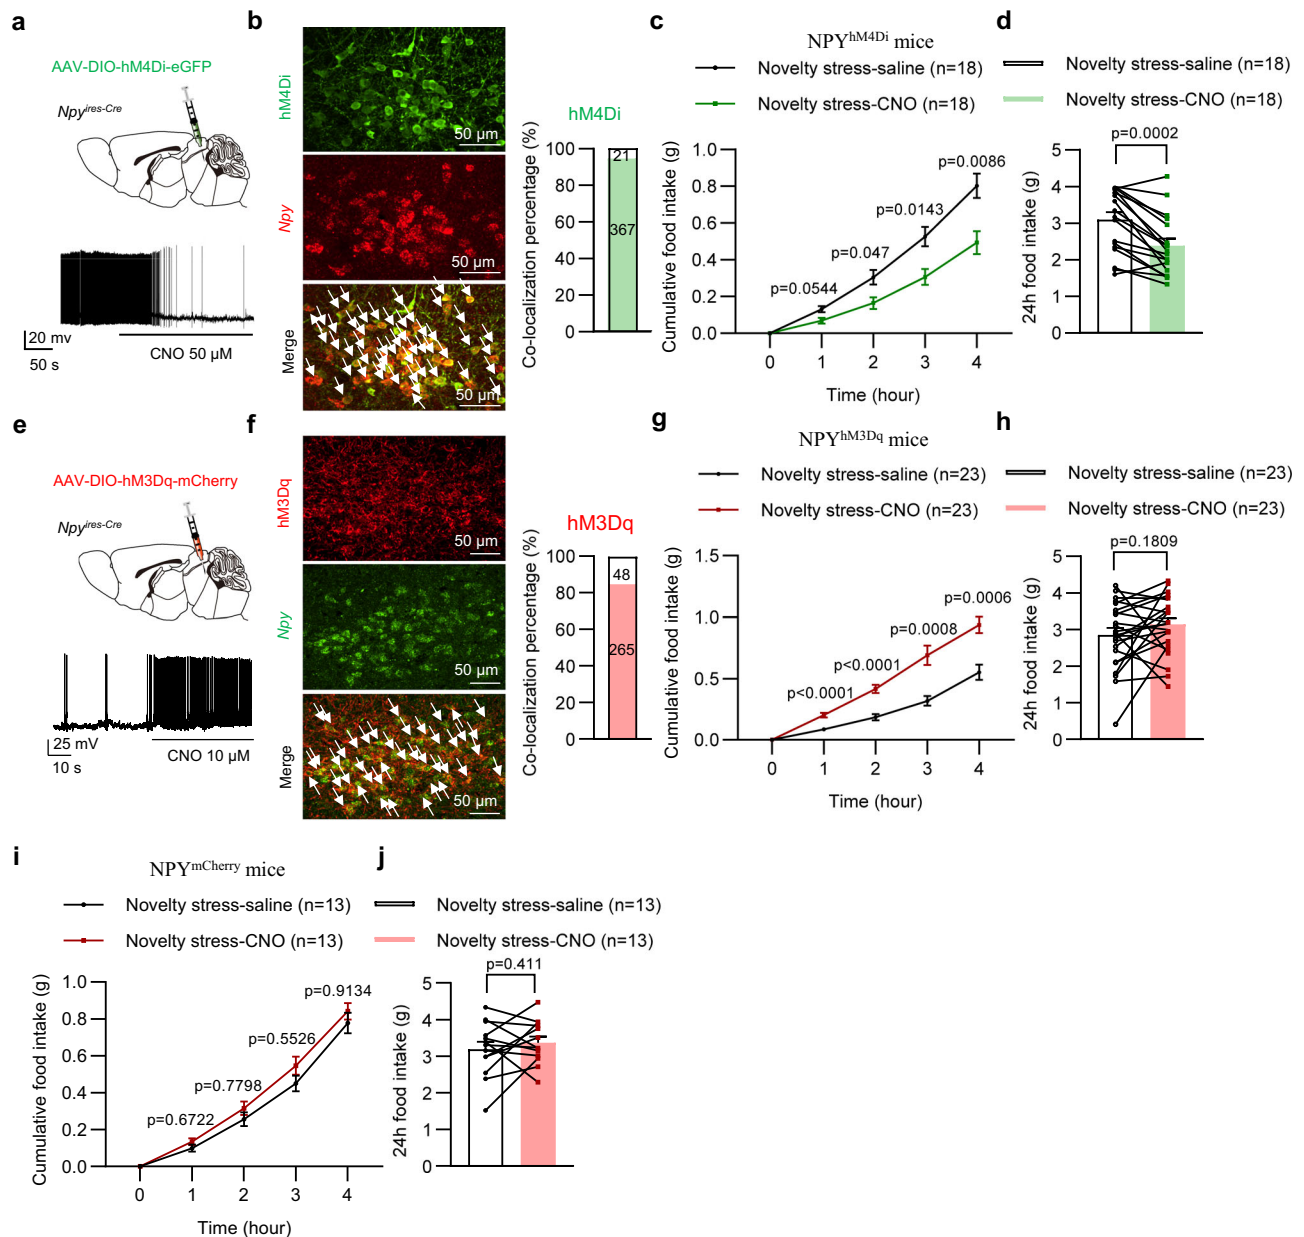 a
AAV-DIO-hM4Di-eGFP
Npyires-Cre
20 mv
50 s
CNO 50 µM
b
hM4Di
50 µm
Npy
50 µm
Merge
50 µm
hM4Di
Co-localization percentage (%)
100
80
60
40
20
0
21
367
c
NPYhM4Di mice
Novelty stress-saline (n=18)
Novelty stress-CNO (n=18)
Cumulative food intake (g)
1.0
0.8
0.6
0.4
0.2
0.0
p=0.0544
p=0.047
p=0.0143
p=0.0086
0 1 2 3 4
Time (hour)
d
Novelty stress-saline (n=18)
Novelty stress-CNO (n=18)
p=0.0002
24h food intake (g)
5
4
3
2
1
0
e
AAV-DIO-hM3Dq-mCherry
Npyires-Cre
25 mV
10 s
CNO 10 µM
f
hM3Dq
50 µm
Npy
50 µm
Merge
50 µm
hM3Dq
Co-localization percentage (%)
100
80
60
40
20
0
48
265
g
NPYhM3Dq mice
Novelty stress-saline (n=23)
Novelty stress-CNO (n=23)
Cumulative food intake (g)
1.5
1.0
0.5
0.0
p<0.0001
p<0.0001
p=0.0008
p=0.0006
0 1 2 3 4
Time (hour)
h
Novelty stress-saline (n=23)
Novelty stress-CNO (n=23)
p=0.1809
24h food intake (g)
5
4
3
2
1
0
i
NPYmCherry mice
Novelty stress-saline (n=13)
Novelty stress-CNO (n=13)
Cumulative food intake (g)
1.0
0.8
0.6
0.4
0.2
0.0
p=0.6722
p=0.7798
p=0.5526
p=0.9134
0 1 2 3 4
Time (hour)
j
Novelty stress-saline (n=13)
Novelty stress-CNO (n=13)
p=0.411
24h food intake (g)
5
4
3
2
1
0